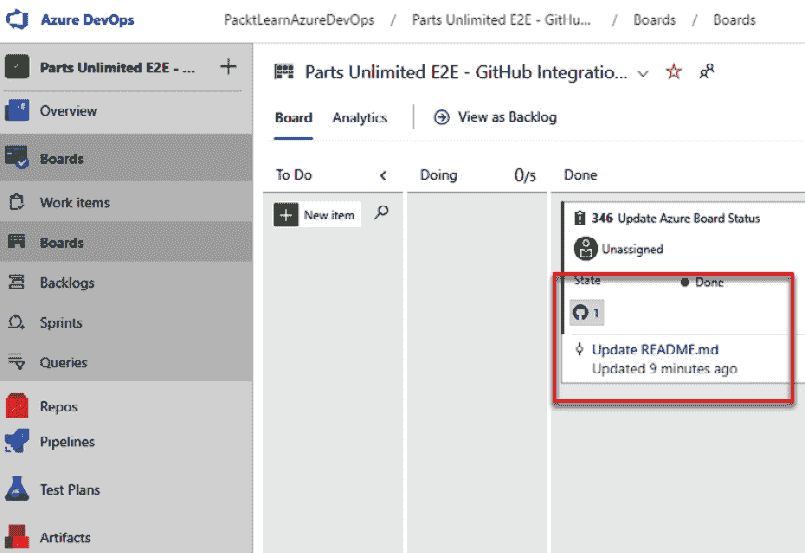 Azure DevOps
PacktLearnAzureDevOps / Parts Unlimited E2E - GitHu... / Boards / Boards
Parts Unlimited E2E - ...
Overview
Boards
Work items
Boards
Backlogs
Sprints
Queries
Repos
Pipelines
Test Plans
Artifacts
Parts Unlimited E2E - GitHub Integratio...
Board Analytics View as Backlog
To Do Doing 0/5 Done
New item
346 Update Azure Board Status
Unassigned
State Done
1
Update README.md
Updated 9 minutes ago